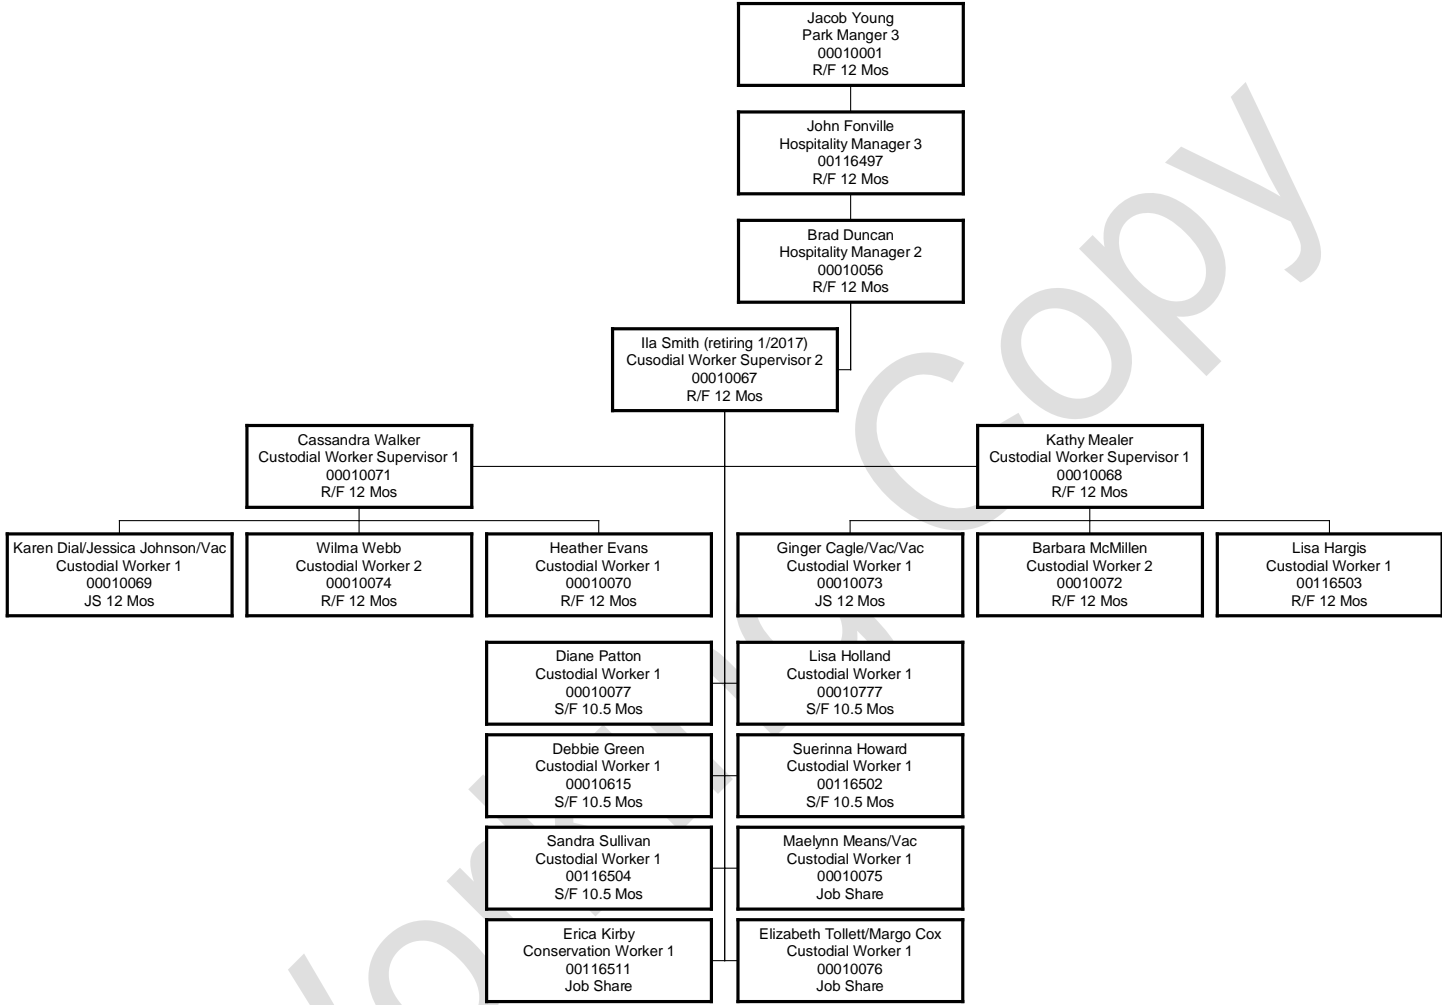 Jacob Young
Park Manger 3
00010001
R/F 12 Mos
John Fonville
Hospitality Manager 3
00116497
R/F 12 Mos
Brad Duncan
Hospitality Manager 2
00010056
R/F 12 Mos
Ila Smith (retiring 1/2017)
Cusodial Worker Supervisor 2
00010067
R/F 12 Mos
Cassandra Walker
Custodial Worker Supervisor 1
00010071
R/F 12 Mos
Kathy Mealer
Custodial Worker Supervisor 1
00010068
R/F 12 Mos
Karen Dial/Jessica Johnson/Vac
Custodial Worker 1
00010069
JS 12 Mos
Wilma Webb
Custodial Worker 2
00010074
R/F 12 Mos
Heather Evans
Custodial Worker 1
00010070
R/F 12 Mos
Ginger Cagle/Vac/Vac
Custodial Worker 1
00010073
JS 12 Mos
Barbara McMillen
Custodial Worker 2
00010072
R/F 12 Mos
Lisa Hargis
Custodial Worker 1
00116503
R/F 12 Mos
Diane Patton
Custodial Worker 1
00010077
S/F 10.5 Mos
Lisa Holland
Custodial Worker 1
00010777
S/F 10.5 Mos
Debbie Green
Custodial Worker 1
00010615
S/F 10.5 Mos
Suerinna Howard
Custodial Worker 1
00116502
S/F 10.5 Mos
Sandra Sullivan
Custodial Worker 1
00116504
S/F 10.5 Mos
Maelynn Means/Vac
Custodial Worker 1
00010075
Job Share
Erica Kirby
Conservation Worker 1
00116511
Job Share
Elizabeth Tollett/Margo Cox
Custodial Worker 1
00010076
Job Share
Working Copy